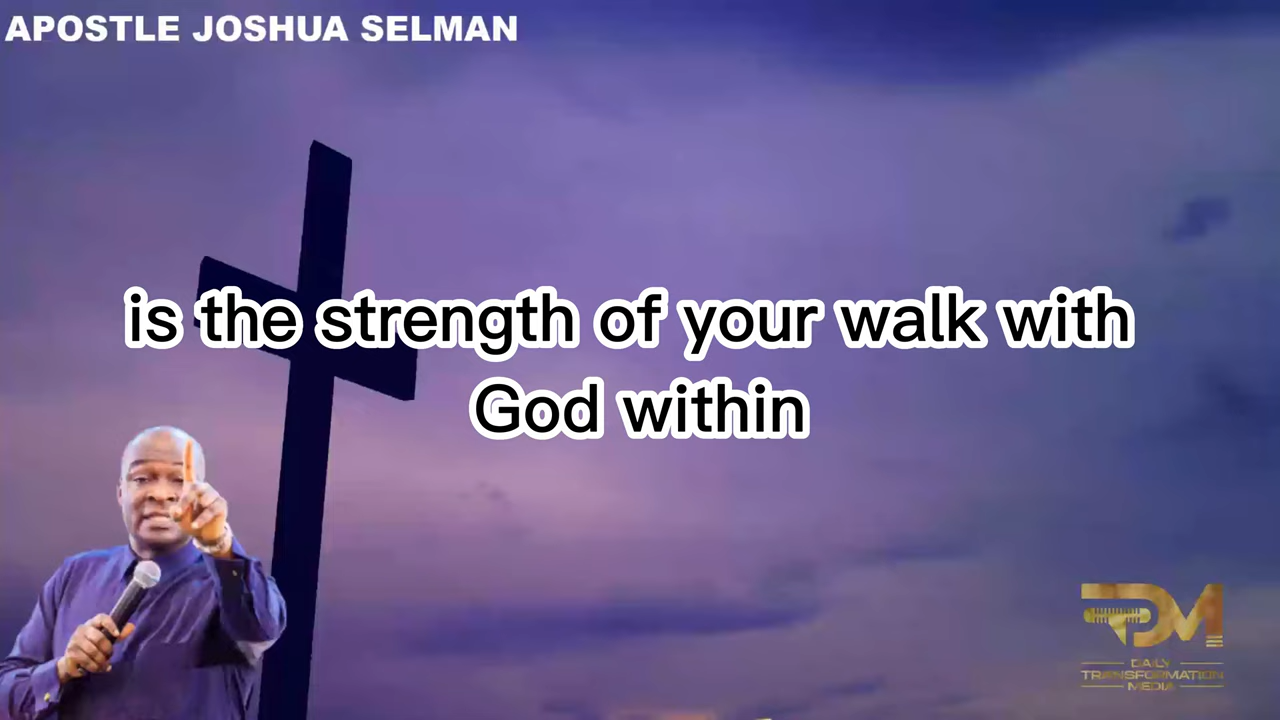 APOSTLE JOSHUA SELMAN
is the strength of your walk with
God within
DAILY
TRANSFORMATION
MEDIA